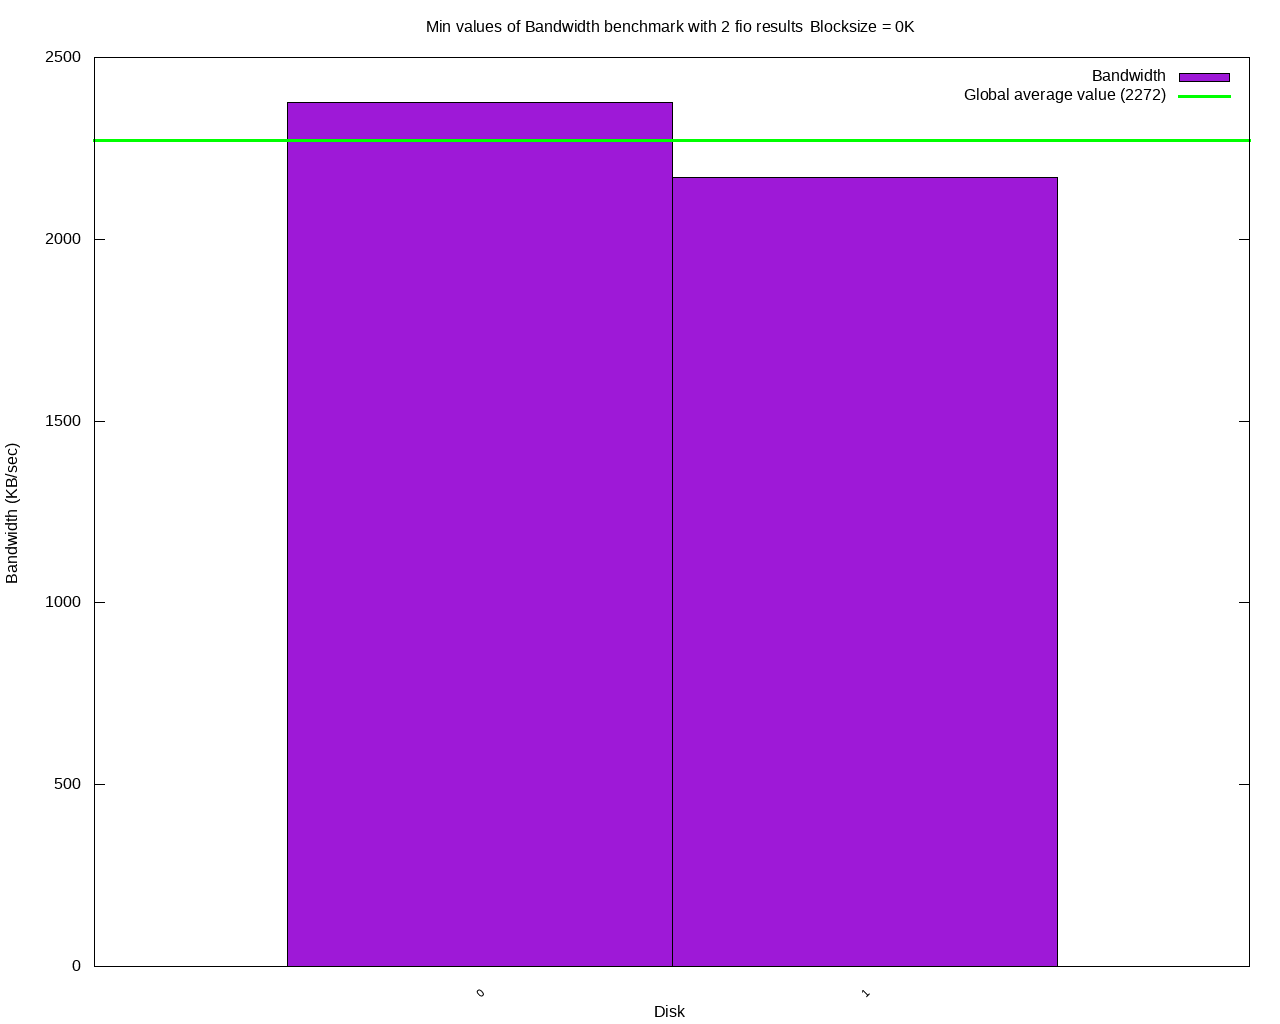 Min values of Bandwidth benchmark with 2 fio results Blocksize = 0K
2500
2000
1500
1000
500
0
Bandwidth (KB/sec)
Bandwidth
Global average value (2272)
0
1
Disk